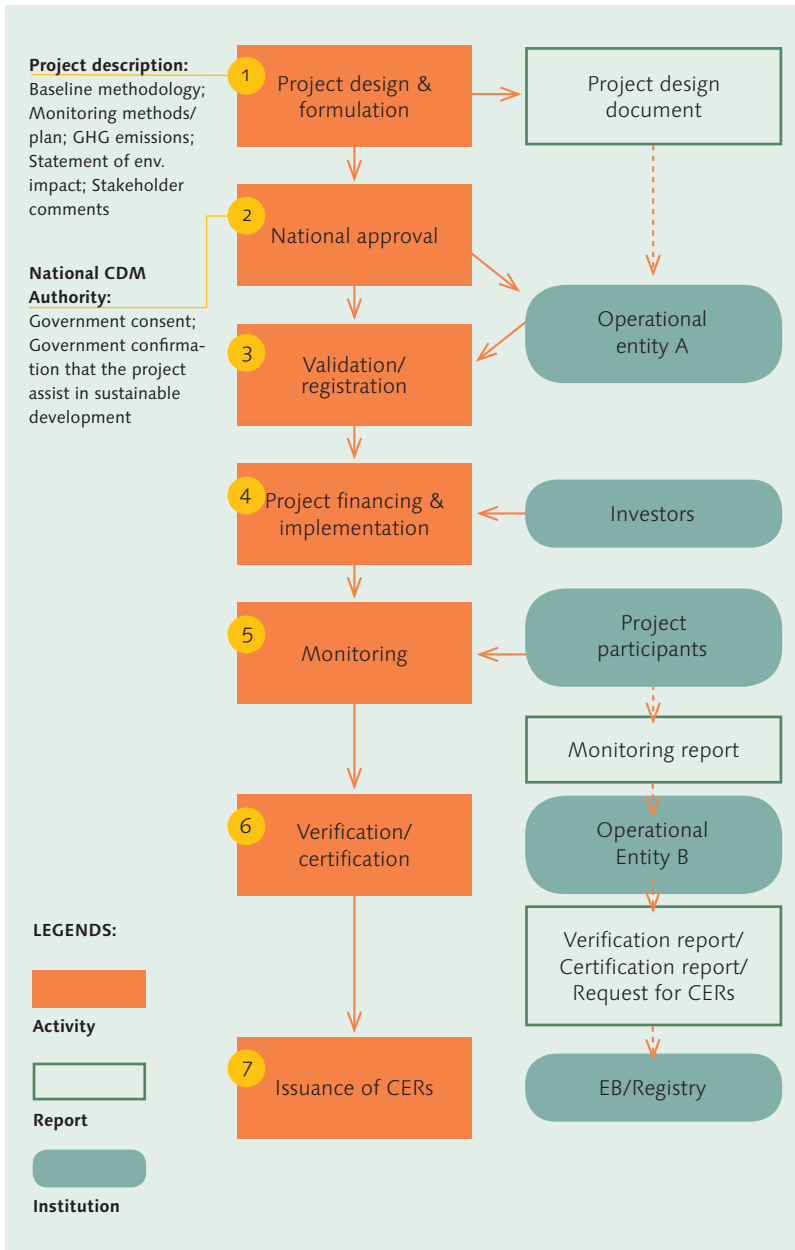 Project description:
Baseline methodology;
Monitoring methods/
plan; GHG emissions;
Statement of env.
impact; Stakeholder
comments
National CDM
Authority:
Government consent;
Government confirma-
tion that the project
assist in sustainable
development
1
Project design &
formulation
Project design
document
2
National approval
Operational
entity A
3
Validation/
registration
4
Project financing &
implementation
Investors
5
Monitoring
Project
participants
Monitoring report
6
Verification/
certification
Operational
Entity B
Verification report/
Certification report/
Request for CERs
7
Issuance of CERs
EB/Registry
LEGENDS:
Activity
Report
Institution